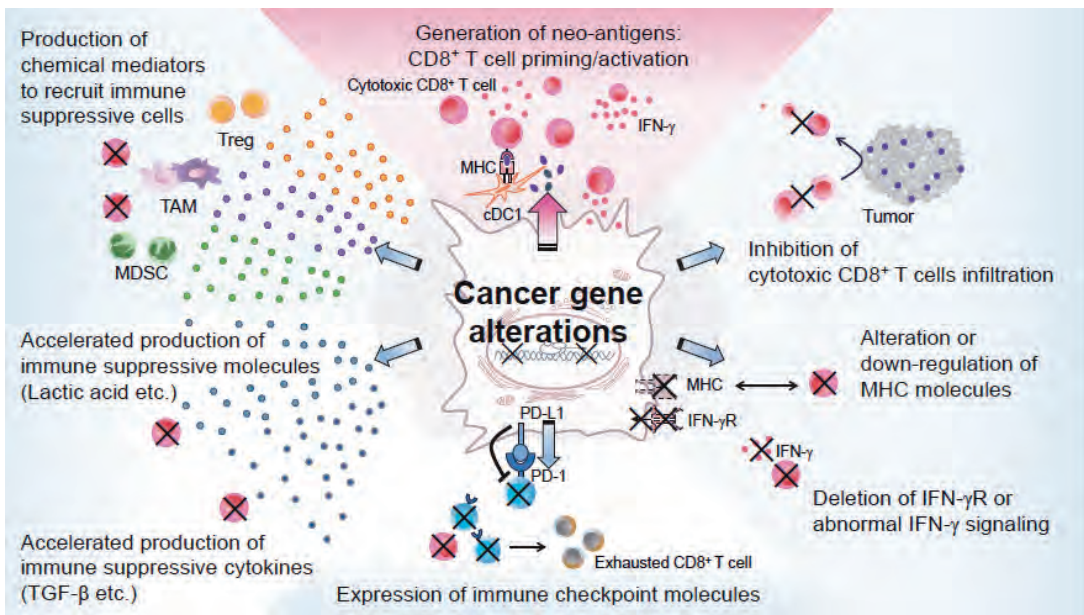 Generation of neo-antigens:
CD8⁺ T cell priming/activation
Cytotoxic CD8⁺ T cell
IFN-γ
MHC
cDC1
Production of
chemical mediators
to recruit immune
suppressive cells
Treg
TAM
MDSC
Tumor
Inhibition of
cytotoxic CD8⁺ T cells infiltration
Cancer gene
alterations
Accelerated production of
immune suppressive molecules
(Lactic acid etc.)
Alteration or
down-regulation of
MHC molecules
MHC
IFN-γR
PD-L1
PD-1
IFN-γ
Deletion of IFN-γR or
abnormal IFN-γ signaling
Accelerated production of
immune suppressive cytokines
(TGF-β etc.)
Exhausted CD8⁺ T cell
Expression of immune checkpoint molecules